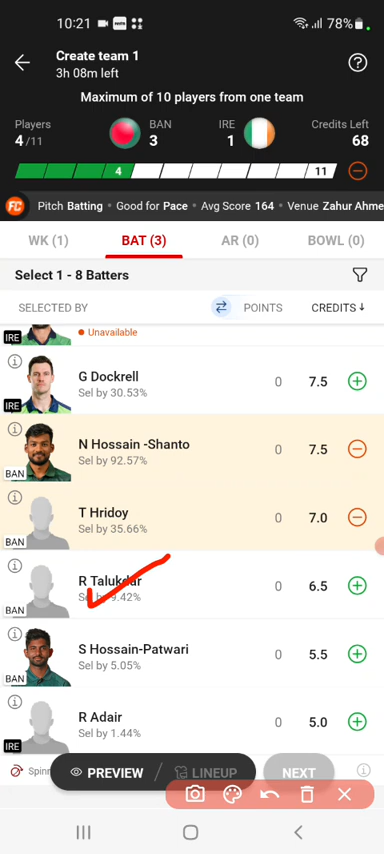 10:21 78%
Create team 1
3h 08m left
Maximum of 10 players from one team
Players BAN IRE Credits Left
4/11 3 1 68
4 11
FC Pitch Batting • Good for Pace • Avg Score 164 • Venue Zahur Ahme
WK (1) BAT (3) AR (0) BOWL (0)
Select 1 - 8 Batters
SELECTED BY POINTS CREDITS
IRE Unavailable
G Dockrell
Sel by 30.53% 0 7.5
IRE
N Hossain -Shanto
Sel by 92.57% 0 7.5
BAN
T Hridoy
Sel by 35.66% 0 7.0
BAN
R Talukdar
Sel by 9.42% 0 6.5
BAN
S Hossain-Patwari
Sel by 5.05% 0 5.5
BAN
R Adair
Sel by 1.44% 0 5.0
IRE
PREVIEW / LINEUP NEXT